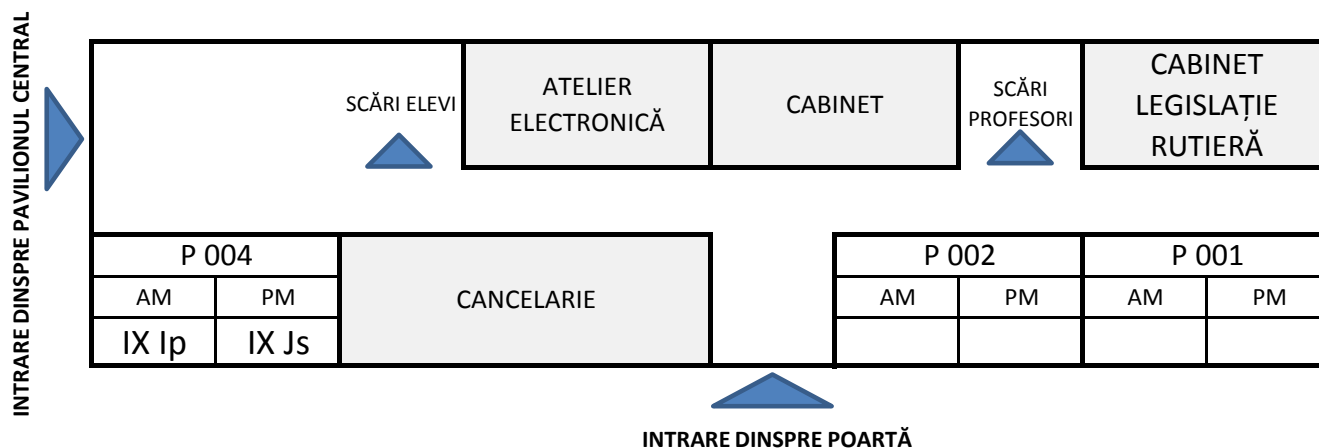 INTRARE DINSPRE PAVILIONUL CENTRAL
SCĂRI ELEVI
ATELIER
ELECTRONICĂ
CABINET
SCĂRI
PROFESORI
CABINET
LEGISLAȚIE
RUTIERĂ
P 004
CANCELARIE
P 002
P 001
AM PM
AM PM
AM PM
IX Ip IX Js
INTRARE DINSPRE POARTĂ